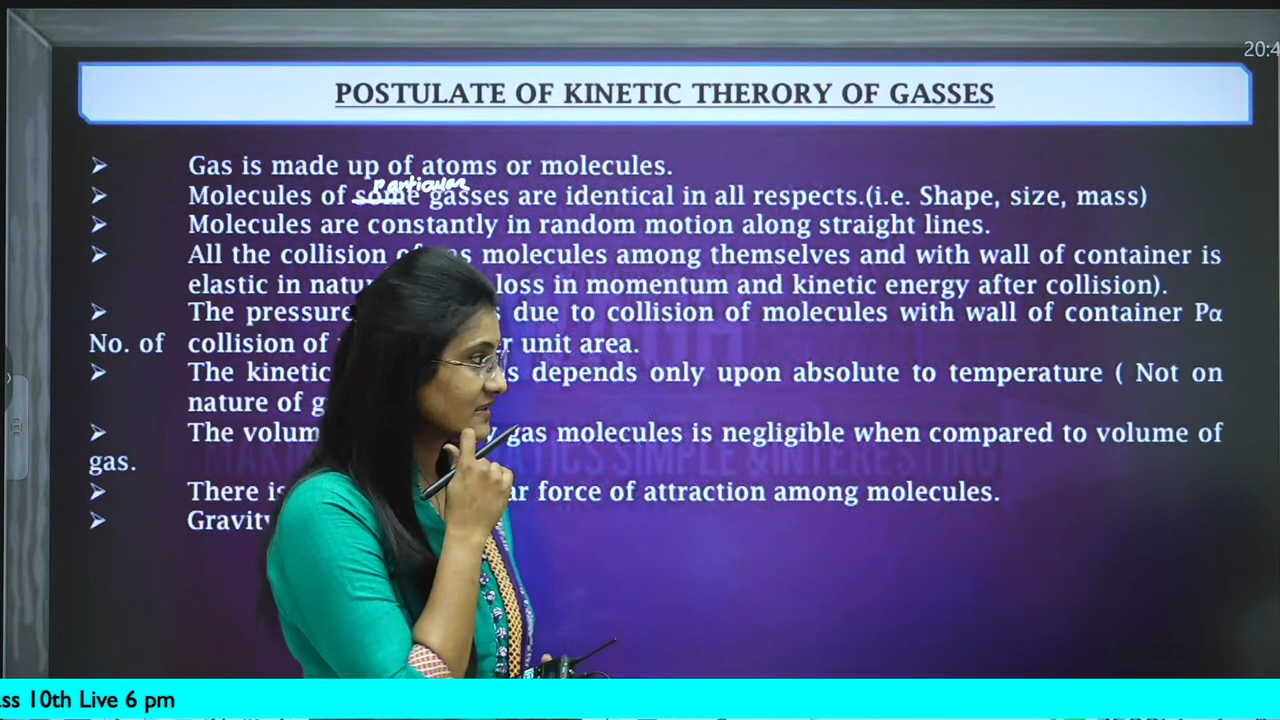 20:4
POSTULATE OF KINETIC THERORY OF GASSES
➤ Gas is made up of atoms or molecules.
particular
➤ Molecules of some gasses are identical in all respects.(i.e. Shape, size, mass)
➤ Molecules are constantly in random motion along straight lines.
➤ All the collision of gas molecules among themselves and with wall of container is
elastic in loss in momentum and kinetic energy after collision).
➤ The pressure due to collision of molecules with wall of container Pα
No. of collision of unit area.
➤ The kinetic depends only upon absolute to temperature ( Not on
nature of
➤ The gas molecules is negligible when compared to volume of
gas.
MAKING SIMPLE & INTERESTING
➤ There is force of attraction among molecules.
➤ Gravity
10th Live 6 pm